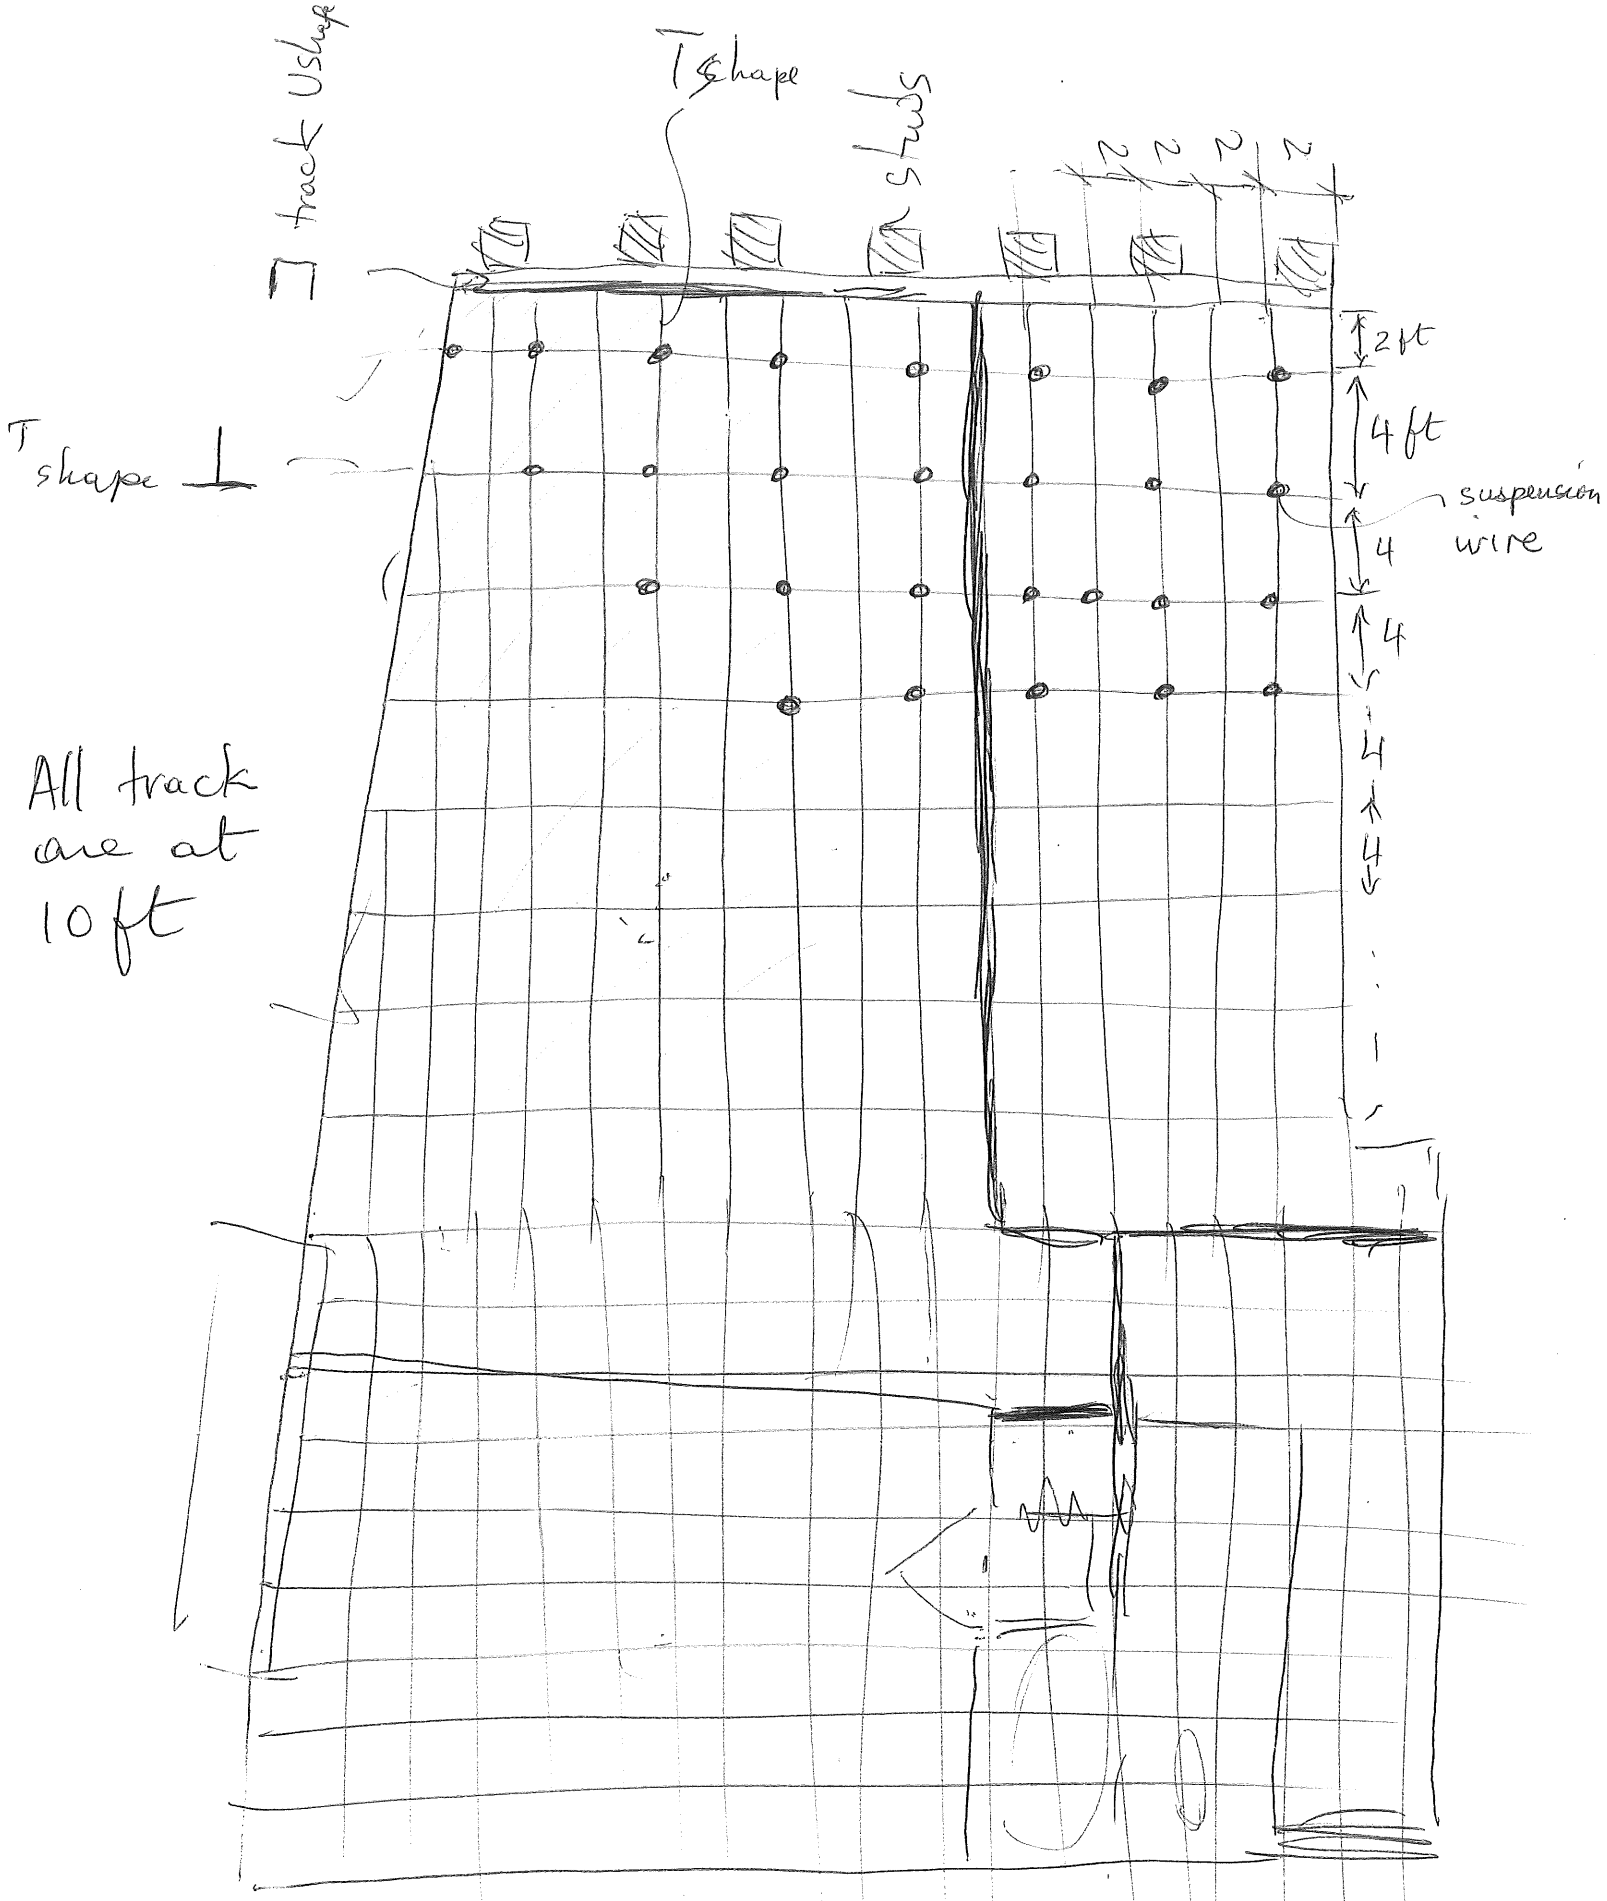 track Ushape
T shape
studs
2
2
2
2
2 ft
4 ft
T
shape
suspension
wire
4
4
4
4
All track
are at
10 ft